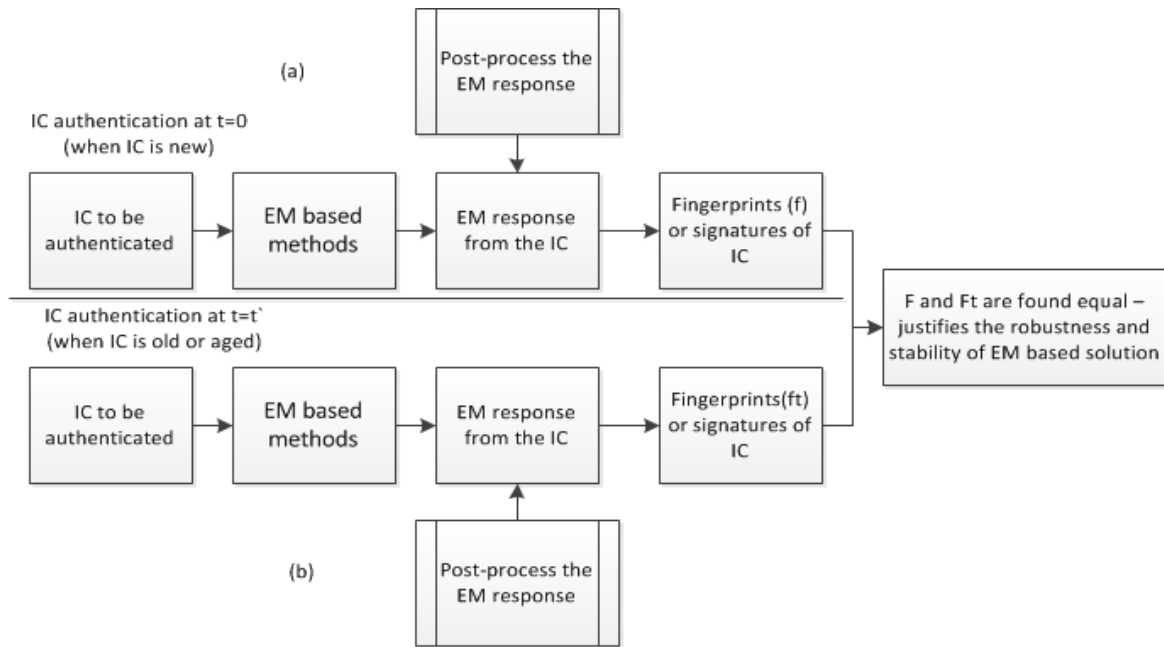 Post-process the
EM response
(a)
IC authentication at t=0
(when IC is new)
IC to be
authenticated
EM based
methods
EM response
from the IC
Fingerprints (f)
or signatures of
IC
F and Ft are found equal –
justifies the robustness and
stability of EM based solution
IC authentication at t=t`
(when IC is old or aged)
IC to be
authenticated
EM based
methods
EM response
from the IC
Fingerprints(ft)
or signatures of
IC
(b)
Post-process the
EM response